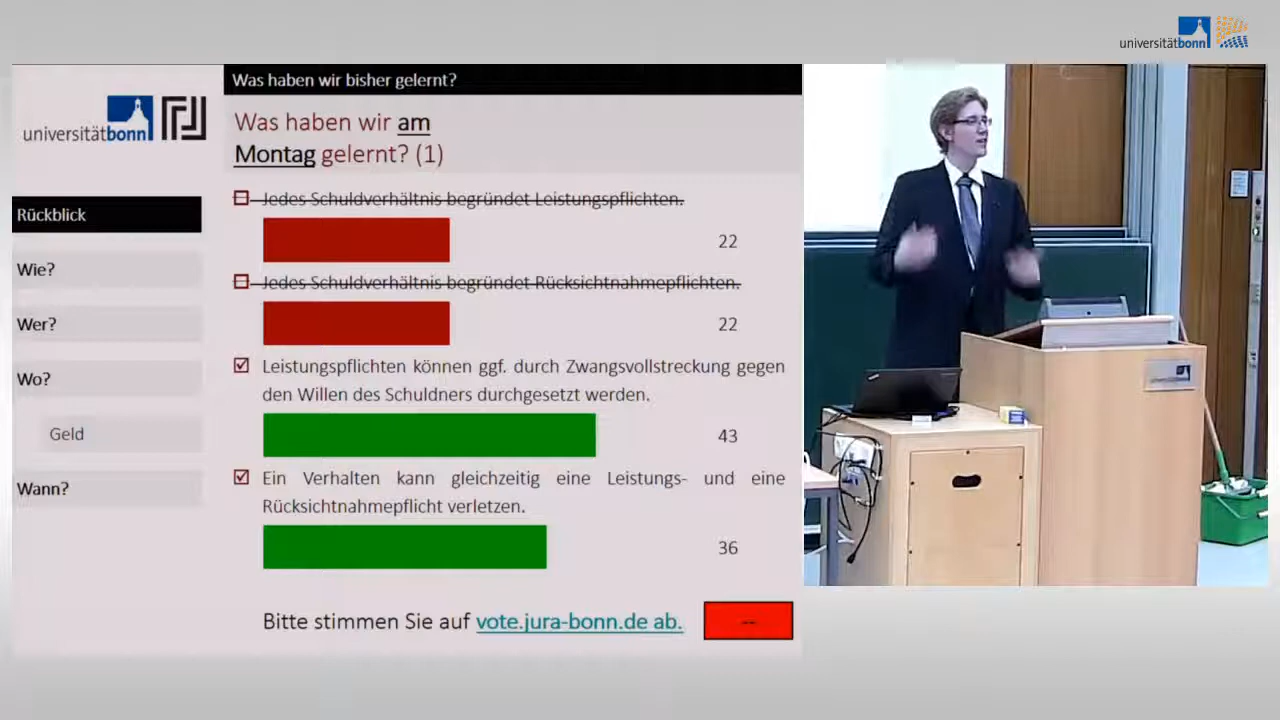 universitätbonn
Was haben wir bisher gelernt?
universitätbonn
Was haben wir am
Montag gelernt? (1)
Rückblick
Wie?
Wer?
Wo?
Geld
Wann?
Jedes Schuldverhältnis begründet Leistungspflichten.
22
Jedes Schuldverhältnis begründet Rücksichtnahmepflichten.
22
Leistungspflichten können ggf. durch Zwangsvollstreckung gegen
den Willen des Schuldners durchgesetzt werden.
43
Ein Verhalten kann gleichzeitig eine Leistungs- und eine
Rücksichtnahmepflicht verletzen.
36
Bitte stimmen Sie auf vote.jura-bonn.de ab.
--